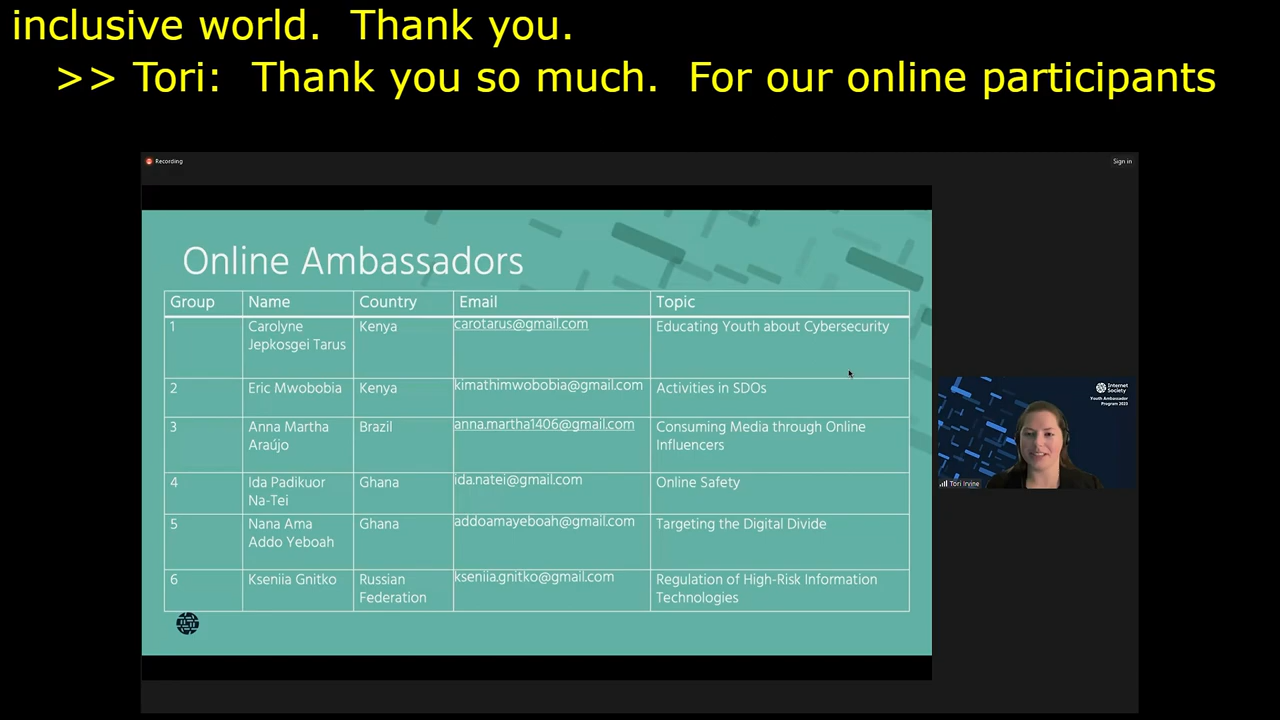 inclusive world.  Thank you.
>> Tori:  Thank you so much.  For our online participants
Recording
Sign in
Online Ambassadors
Group Name Country Email Topic
1 Carolyne Jepkosgei Tarus Kenya carotarus@gmail.com Educating Youth about Cybersecurity
2 Eric Mwobobia Kenya kimathimwobobia@gmail.com Activities in SDOs
3 Anna Martha Araújo Brazil anna.martha1406@gmail.com Consuming Media through Online Influencers
4 Ida Padikuor Na-Tei Ghana ida.natei@gmail.com Online Safety
5 Nana Ama Addo Yeboah Ghana addoamayeboah@gmail.com Targeting the Digital Divide
6 Kseniia Gnitko Russian Federation kseniia.gnitko@gmail.com Regulation of High-Risk Information Technologies
Internet
Society
Youth Ambassador
Program 2023
Tori Irvine